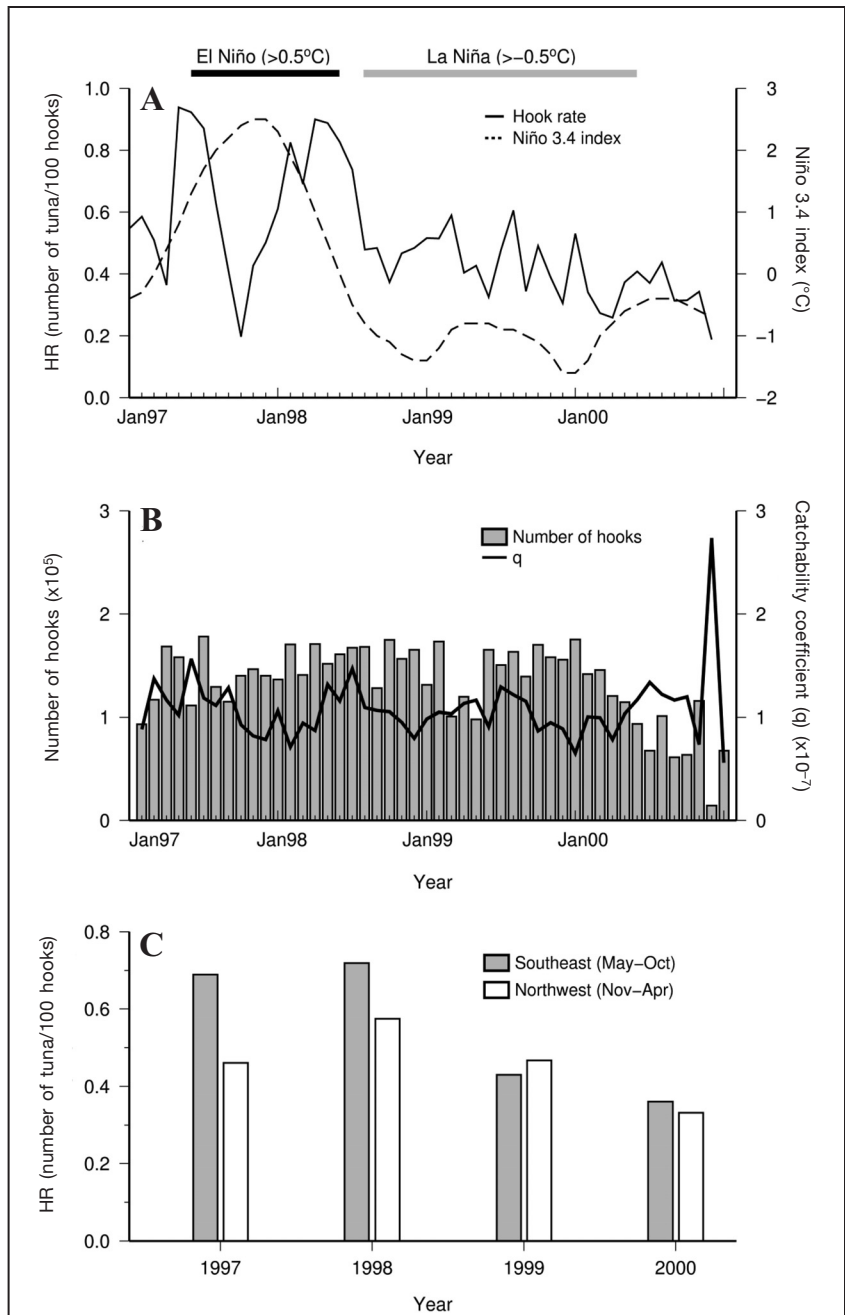 El Niño (>0.5ºC) La Niña (>−0.5ºC)
A
1.0
0.8
0.6
0.4
0.2
0.0
HR (number of tuna/100 hooks)
Hook rate
Niño 3.4 index
3
2
1
0
−1
−2
Niño 3.4 index (°C)
Jan97 Jan98 Jan99 Jan00
Year
B
3
2
1
0
Number of hooks (x10⁵)
Number of hooks
q
3
2
1
0
Catchability coefficient (q) (x10⁻⁷)
Jan97 Jan98 Jan99 Jan00
Year
C
0.8
0.6
0.4
0.2
0.0
HR (number of tuna/100 hooks)
Southeast (May−Oct)
Northwest (Nov−Apr)
1997 1998 1999 2000
Year